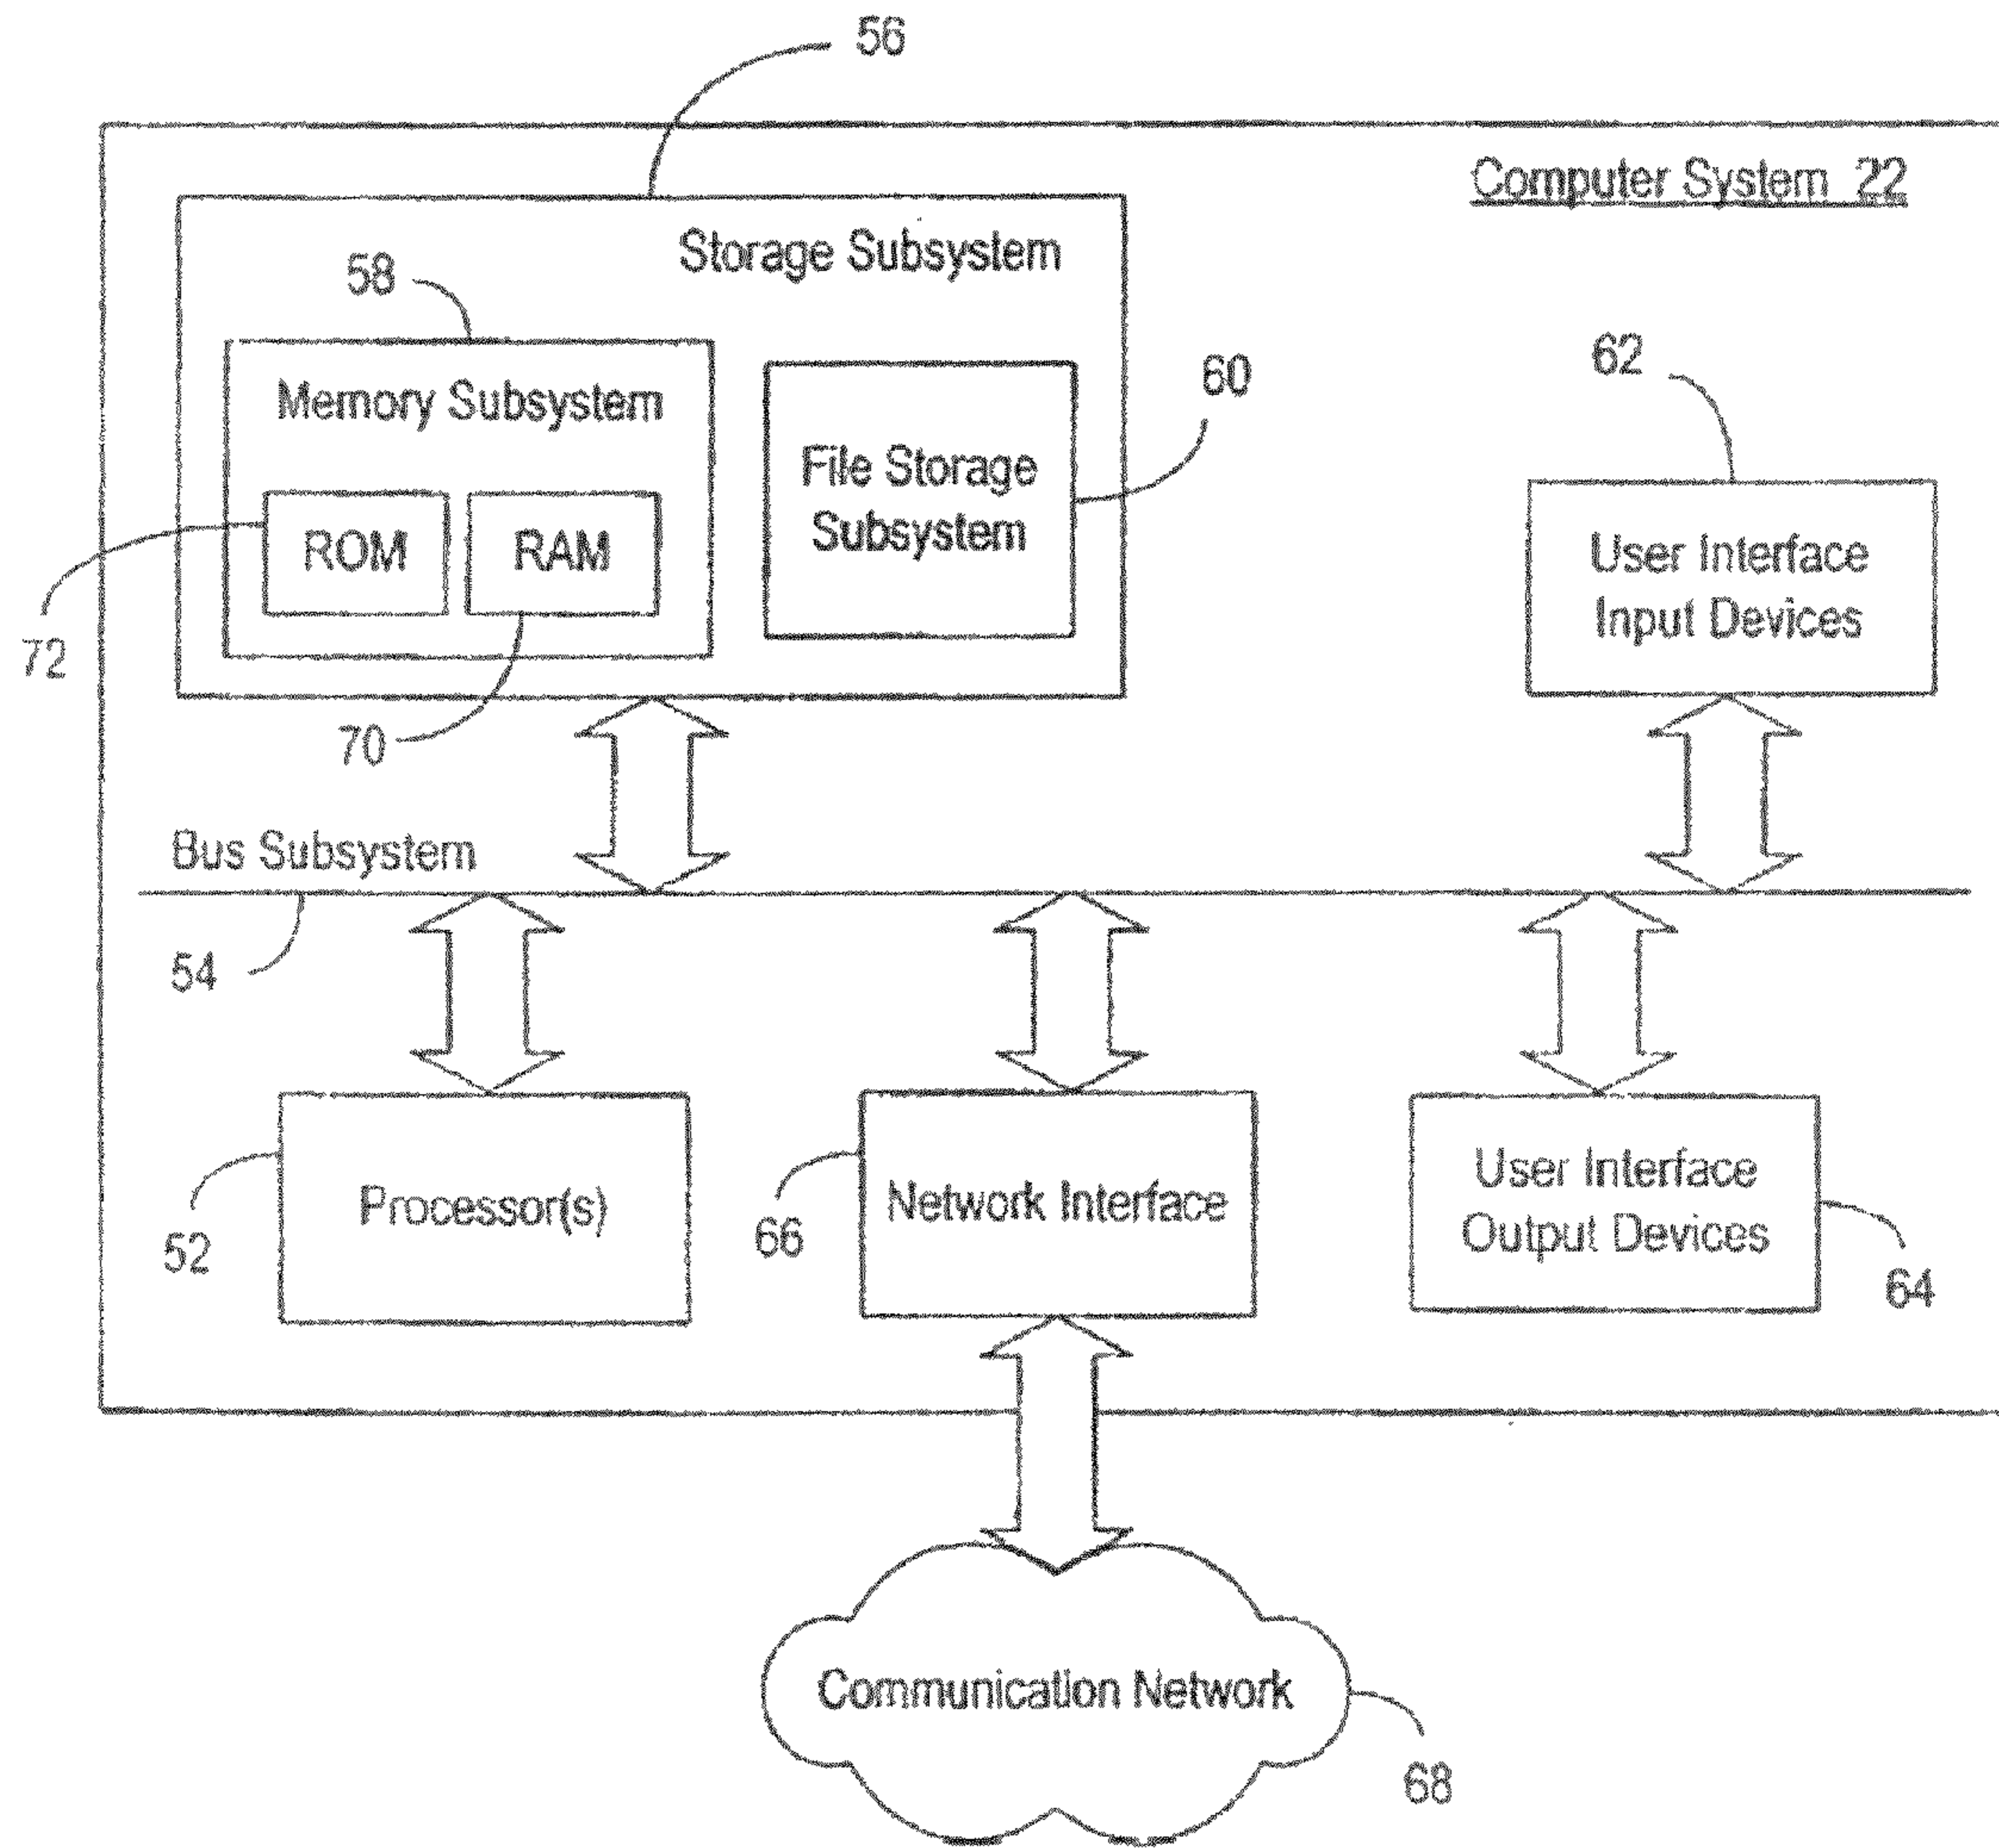 56
Computer System 22
Storage Subsystem
58
Memory Subsystem
60
62
File Storage
Subsystem
ROM
RAM
User Interface
Input Devices
72
70
Bus Subsystem
54
Processor(s)
52
Network Interface
66
User Interface
Output Devices
64
Communication Network
68